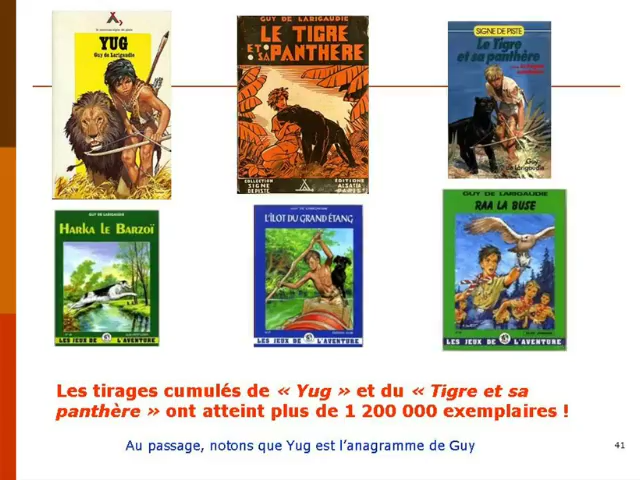 YUG
Guy de Larigaudie
GUY DE LARIGAUDIE
LE TIGRE
ET SA
PANTHÈRE
COLLECTION
SIGNE
DE PISTE
EDITIONS
ALSATIA
PARIS
SIGNE DE PISTE
Le Tigre
et sa panthère
Guy
de Larigaudie
GUY DE LARIGAUDIE
HARKA LE BARZOÏ
LES JEUX DE L'AVENTURE
GUY DE LARIGAUDIE
L'ÎLOT DU GRAND ÉTANG
LES JEUX DE L'AVENTURE
GUY DE LARIGAUDIE
RAA LA BUSE
LES JEUX DE L'AVENTURE
Les tirages cumulés de « Yug » et du « Tigre et sa
panthère » ont atteint plus de 1 200 000 exemplaires !
Au passage, notons que Yug est l'anagramme de Guy
41